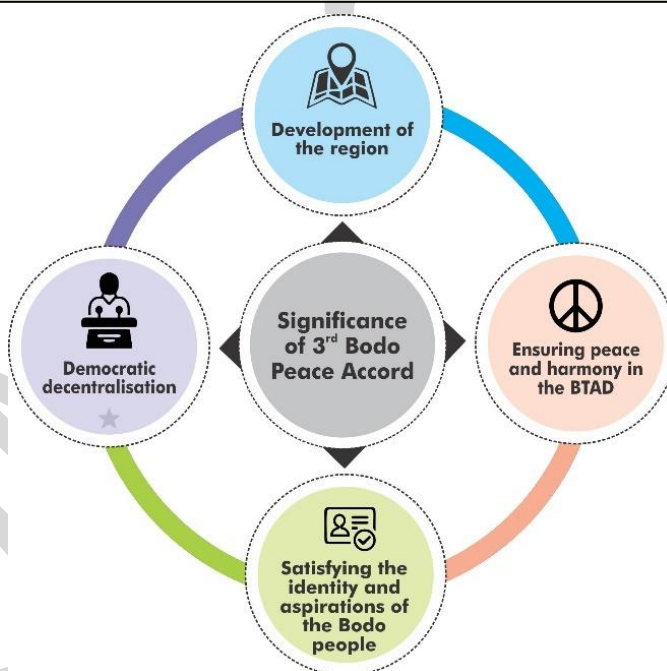 Development of
the region
Significance
of 3rd Bodo
Peace Accord
Democratic
decentralisation
Ensuring peace
and harmony in
the BTAD
Satisfying the
identity and
aspirations of
the Bodo
people